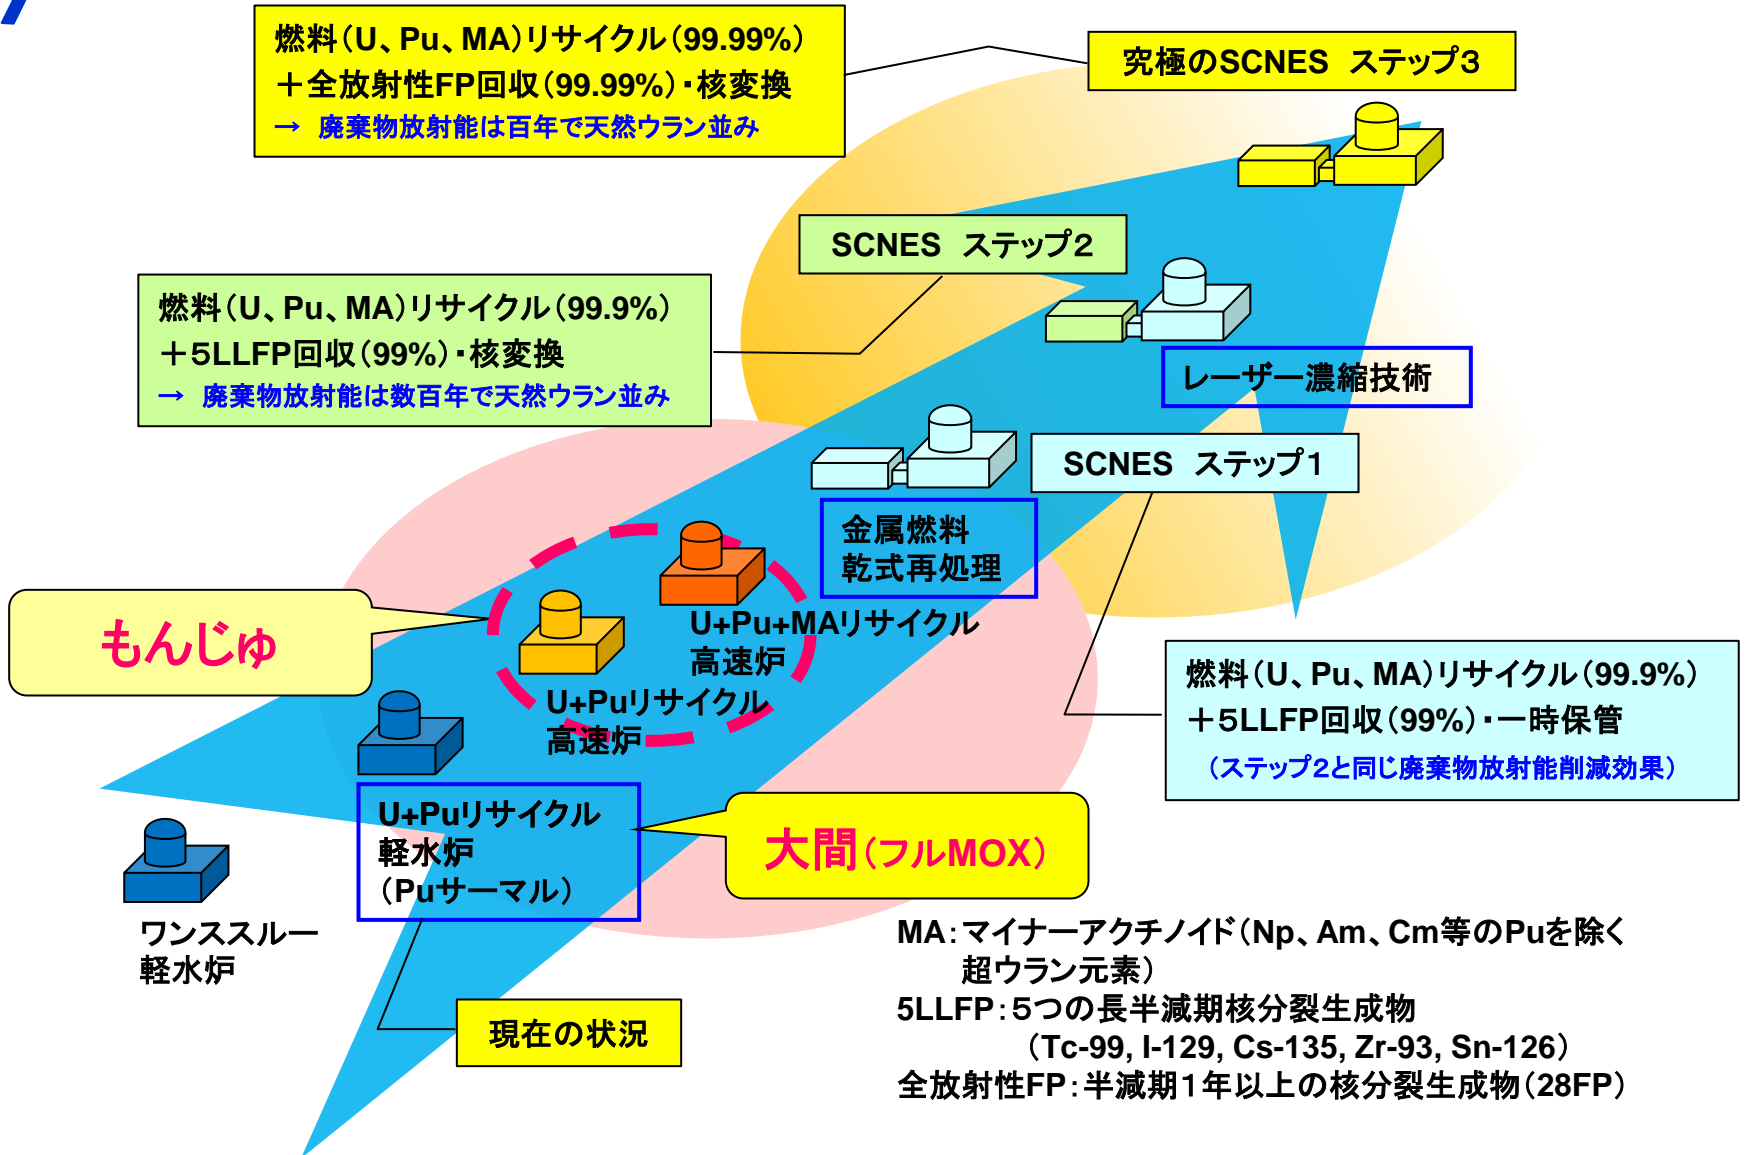 燃料(U、Pu、MA)リサイクル(99.99%)
＋全放射性FP回収(99.99%)・核変換
→ 廃棄物放射能は百年で天然ウラン並み
究極のSCNES ステップ3
SCNES ステップ2
燃料(U、Pu、MA)リサイクル(99.9%)
＋5LLFP回収(99%)・核変換
→ 廃棄物放射能は数百年で天然ウラン並み
レーザー濃縮技術
SCNES ステップ1
金属燃料
乾式再処理
もんじゅ
U+Pu+MAリサイクル
高速炉
U+Puリサイクル
高速炉
燃料(U、Pu、MA)リサイクル(99.9%)
＋5LLFP回収(99%)・一時保管
(ステップ2と同じ廃棄物放射能削減効果)
U+Puリサイクル
軽水炉
(Puサーマル)
大間(フルMOX)
ワンススルー
軽水炉
現在の状況
MA:マイナーアクチノイド(Np、Am、Cm等のPuを除く
超ウラン元素)
5LLFP:5つの長半減期核分裂生成物
(Tc-99, I-129, Cs-135, Zr-93, Sn-126)
全放射性FP:半減期1年以上の核分裂生成物(28FP)